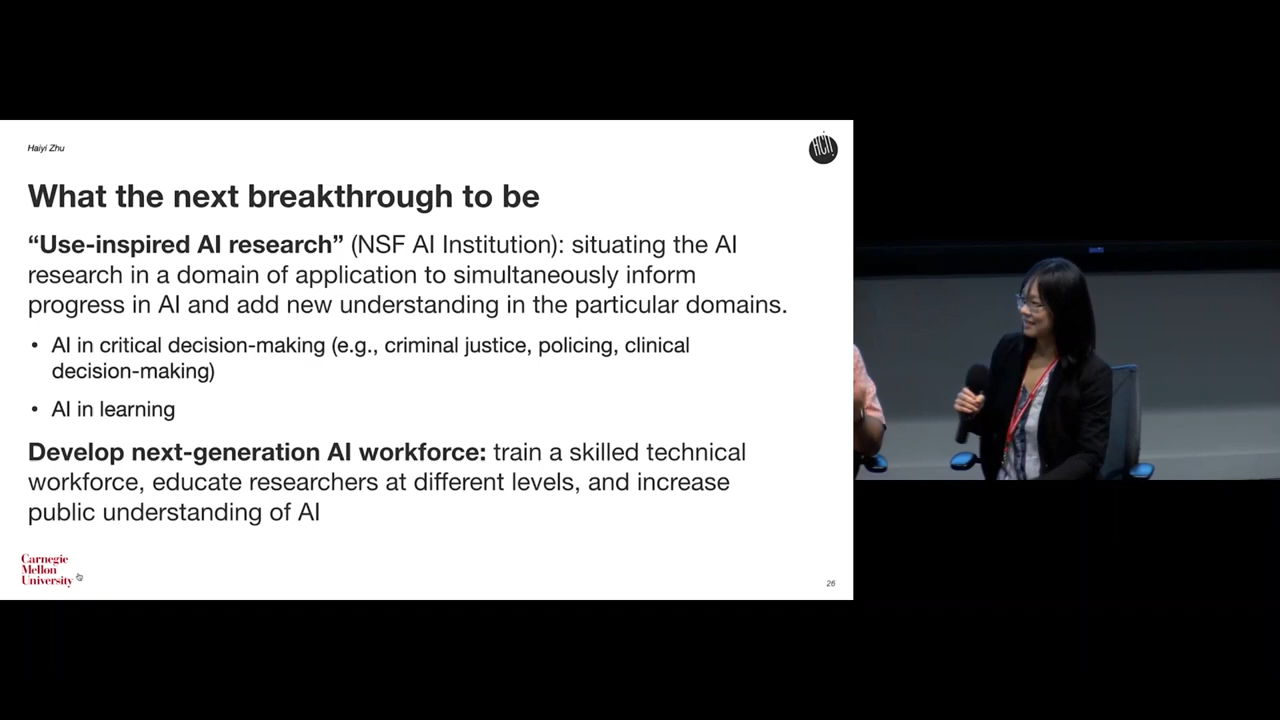 Haiyi Zhu
HCII
What the next breakthrough to be
“Use-inspired AI research” (NSF AI Institution): situating the AI
research in a domain of application to simultaneously inform
progress in AI and add new understanding in the particular domains.
• AI in critical decision-making (e.g., criminal justice, policing, clinical
decision-making)
• AI in learning
Develop next-generation AI workforce: train a skilled technical
workforce, educate researchers at different levels, and increase
public understanding of AI
Carnegie
Mellon
University
26